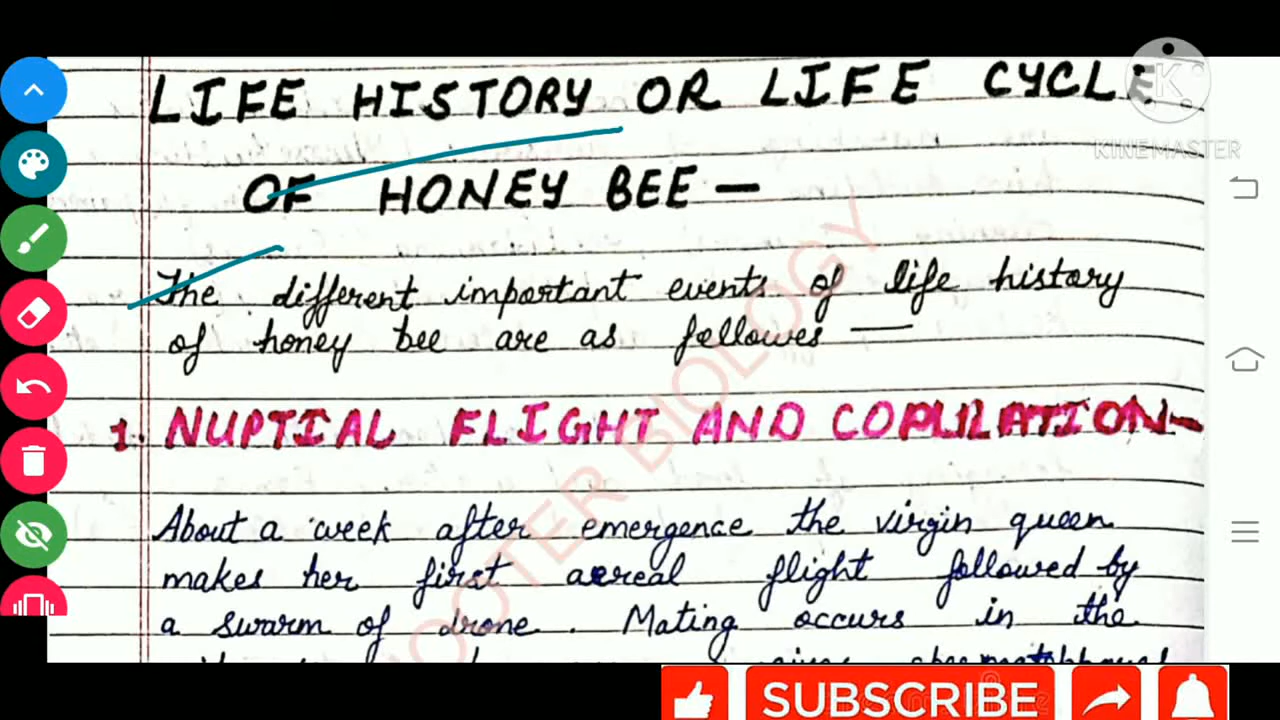 LIFE HISTORY OR LIFE CYCLE
K
KINEMASTER
OF HONEY BEE —
The different important events of life history
of honey bee are as followes —
1. NUPTIAL FLIGHT AND COPULATION -
About a week after emergence the virgin queen
makes her first aereal flight followed by
a swarm of drone. Mating occurs in the
BIOLOGY
SUBSCRIBE